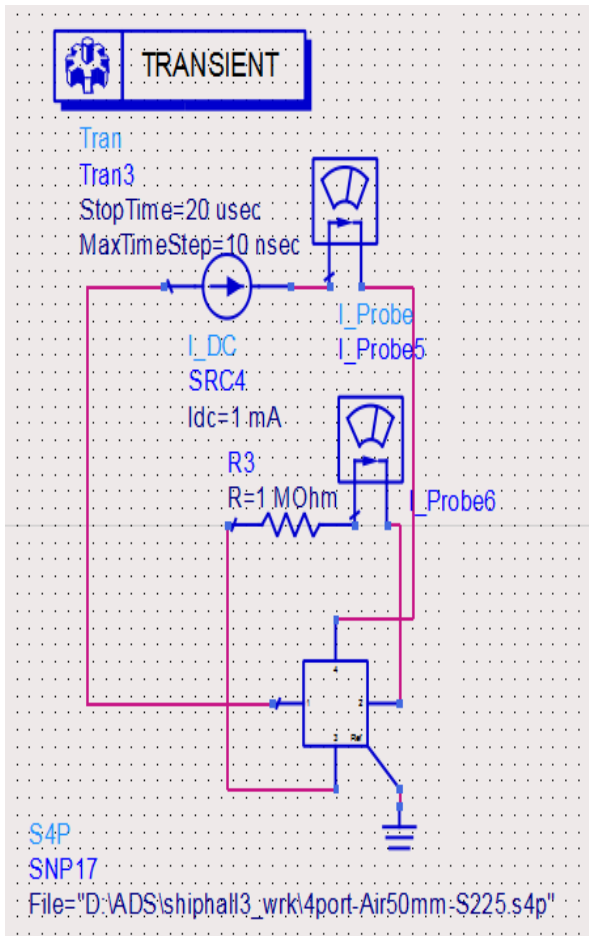 TRANSIENT
Tran
Tran3
StopTime=20 usec
MaxTimeStep=10 nsec
I_Probe
I_Probe5
I_DC
SRC4
Idc=1 mA
R3
R=1 MOhm
I_Probe6
4
1
2
3
Ref
S4P
SNP17
File="D:\ADS\shiphall3_wrk\4port-Air50mm-S225.s4p"